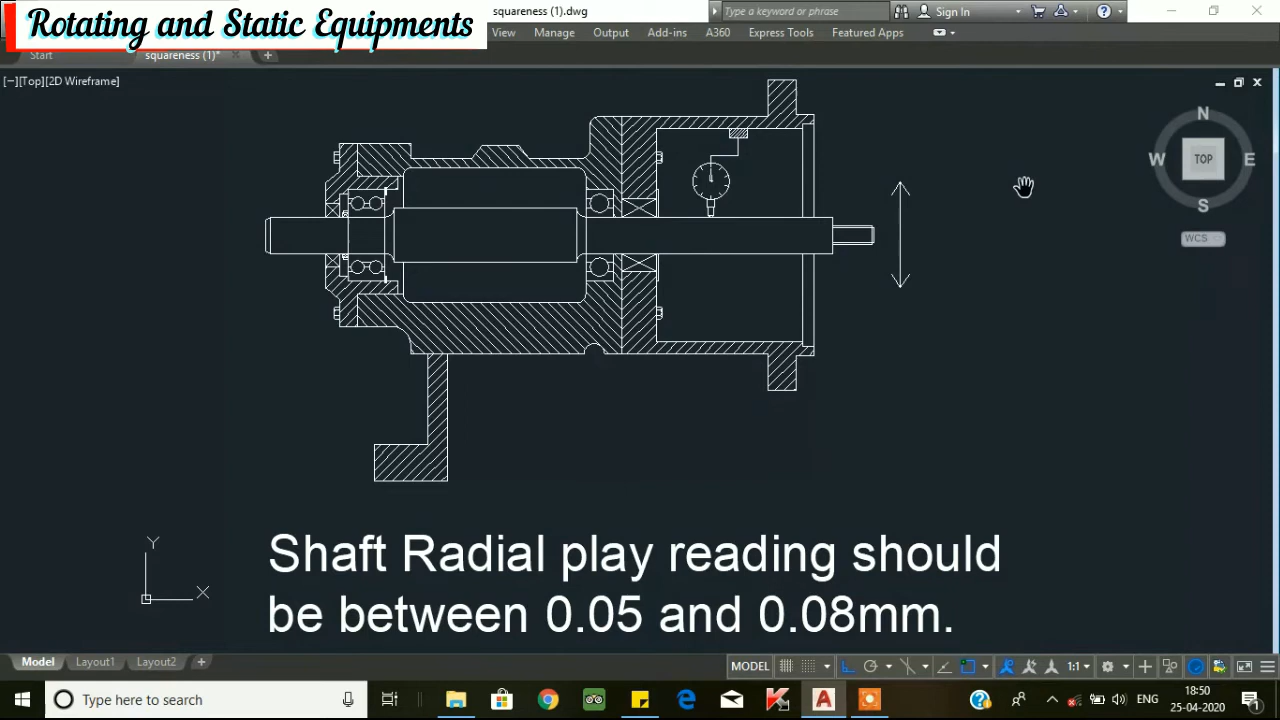 Rotating and Static Equipments
squareness (1).dwg
Type a keyword or phrase
Sign In
View Manage Output Add-ins A360 Express Tools Featured Apps
Start
squareness (1)*
[−][Top][2D Wireframe]
N
W TOP E
S
WCS
Y
X
Shaft Radial play reading should
be between 0.05 and 0.08mm.
Model Layout1 Layout2
MODEL
1:1
Type here to search
ENG
18:50
25-04-2020